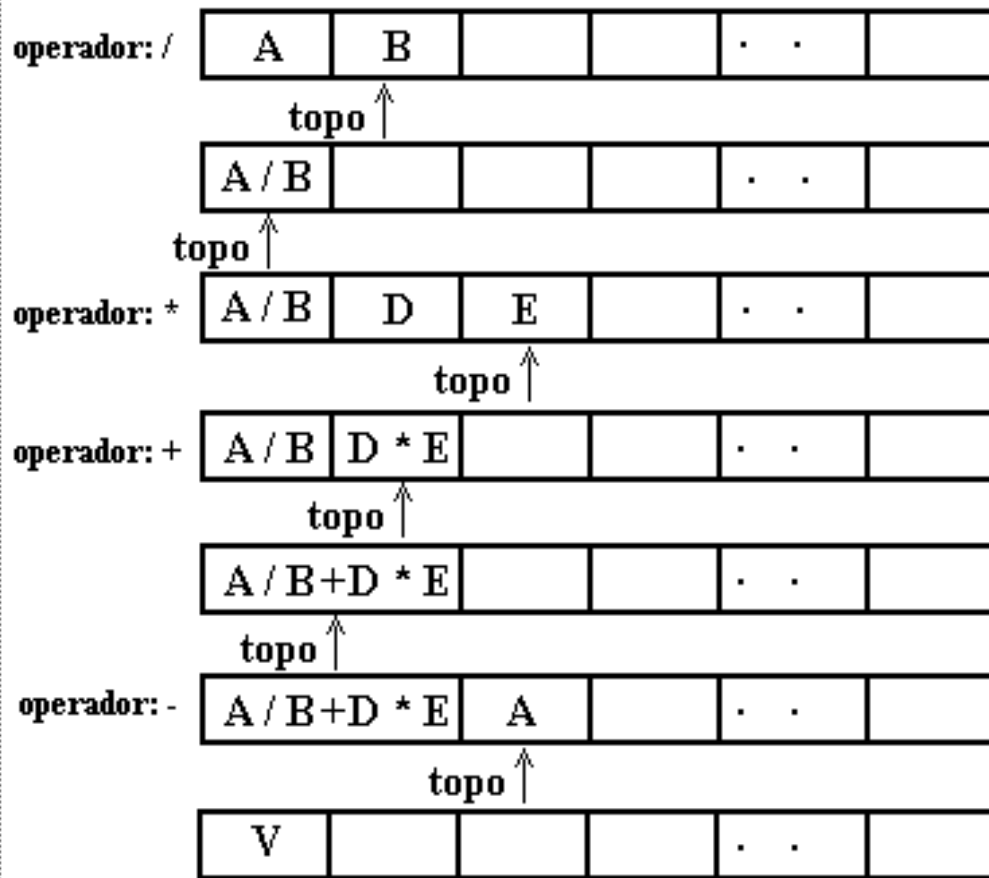 operador: / A B . .
topo
A / B . .
topo
operador: * A / B D E . .
topo
operador: + A / B D * E . .
topo
A / B+D * E . .
topo
operador: - A / B+D * E A . .
topo
V . .